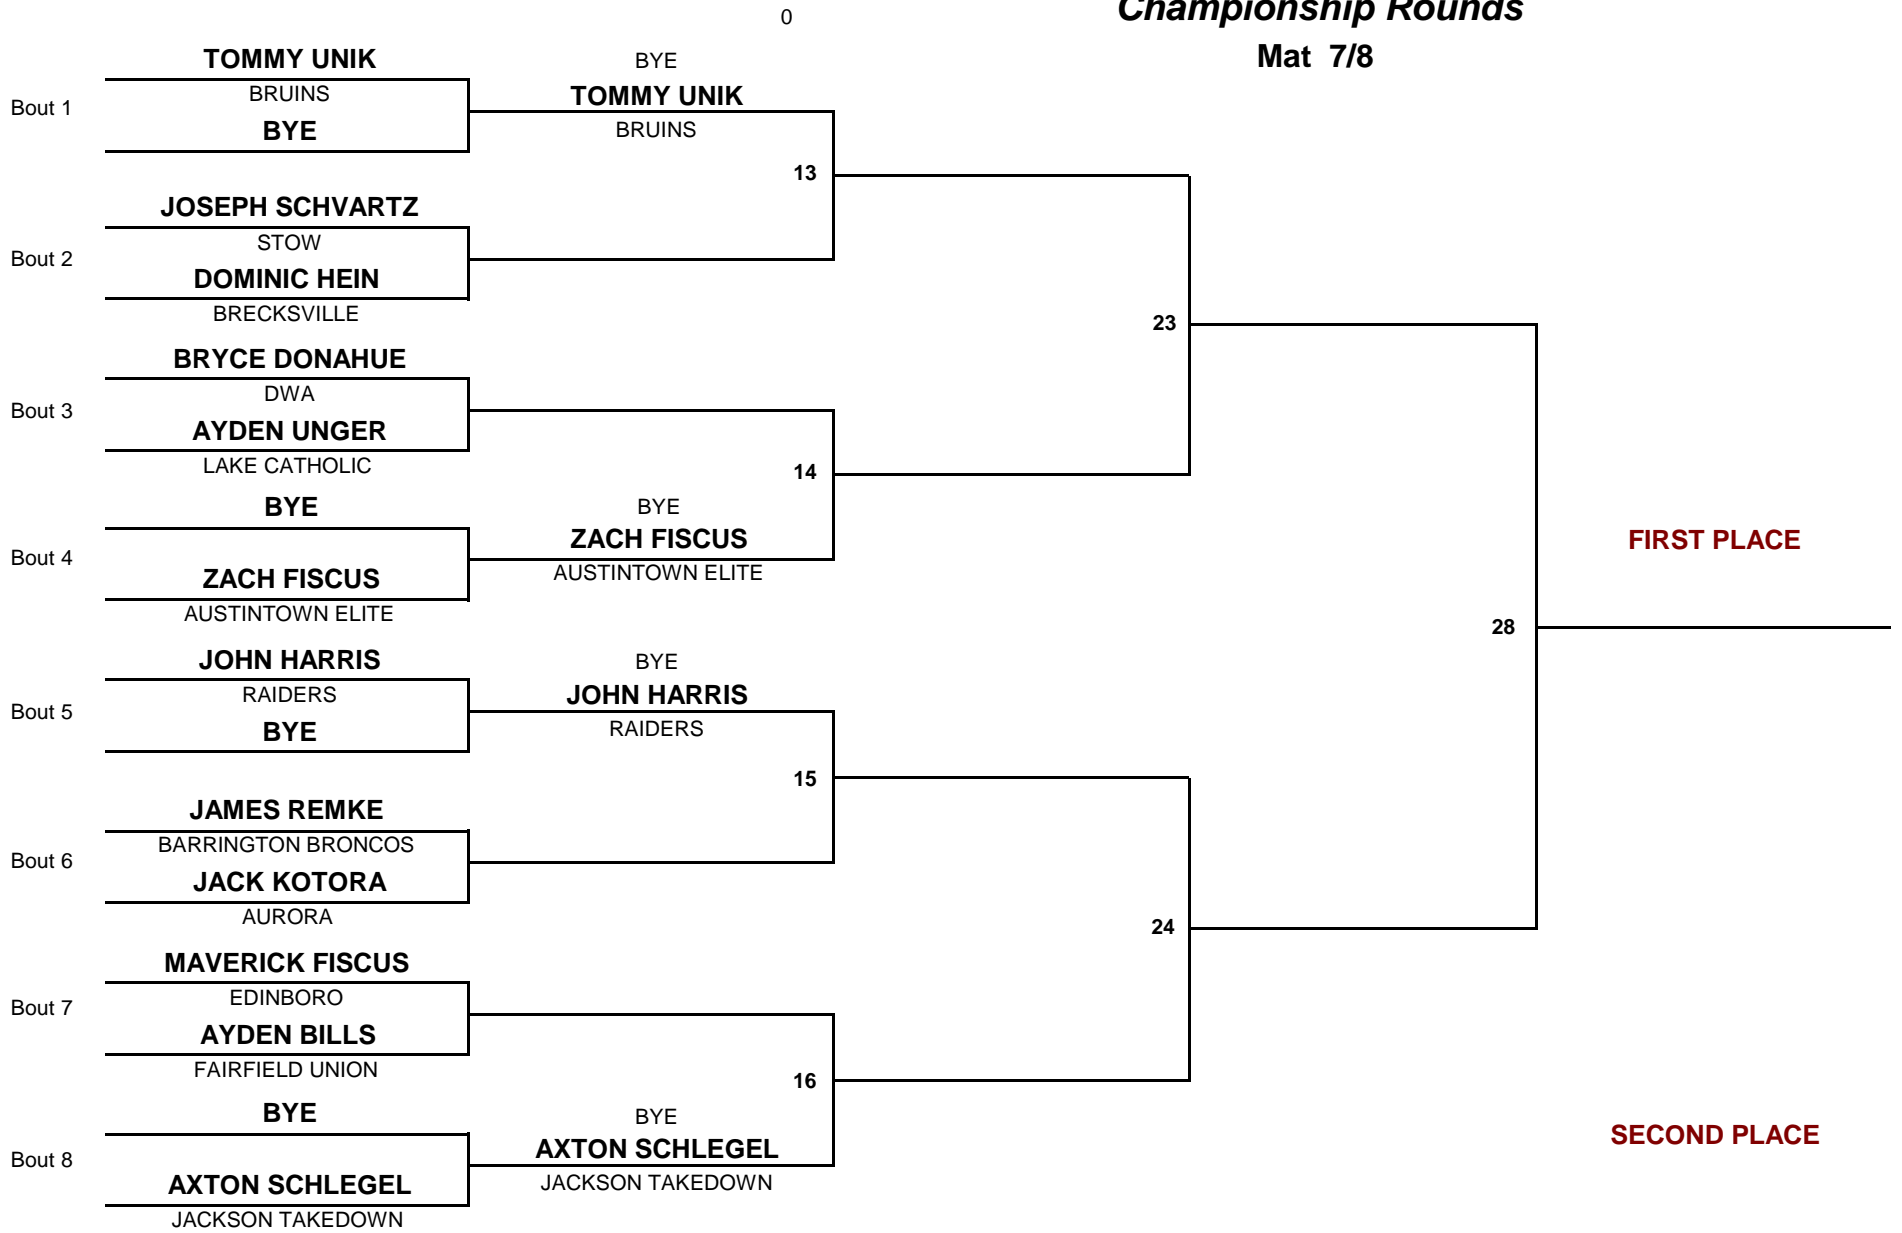 0
Championship Rounds
Mat 7/8
TOMMY UNIK
BYE
Bout 1
BRUINS
TOMMY UNIK
BYE
BRUINS
13
JOSEPH SCHVARTZ
Bout 2
STOW
DOMINIC HEIN
BRECKSVILLE
23
BRYCE DONAHUE
Bout 3
DWA
AYDEN UNGER
LAKE CATHOLIC
14
BYE
BYE
Bout 4
ZACH FISCUS
FIRST PLACE
ZACH FISCUS
AUSTINTOWN ELITE
AUSTINTOWN ELITE
28
JOHN HARRIS
BYE
Bout 5
RAIDERS
JOHN HARRIS
BYE
RAIDERS
15
JAMES REMKE
Bout 6
BARRINGTON BRONCOS
JACK KOTORA
AURORA
24
MAVERICK FISCUS
Bout 7
EDINBORO
AYDEN BILLS
FAIRFIELD UNION
16
BYE
BYE
SECOND PLACE
Bout 8
AXTON SCHLEGEL
AXTON SCHLEGEL
JACKSON TAKEDOWN
JACKSON TAKEDOWN